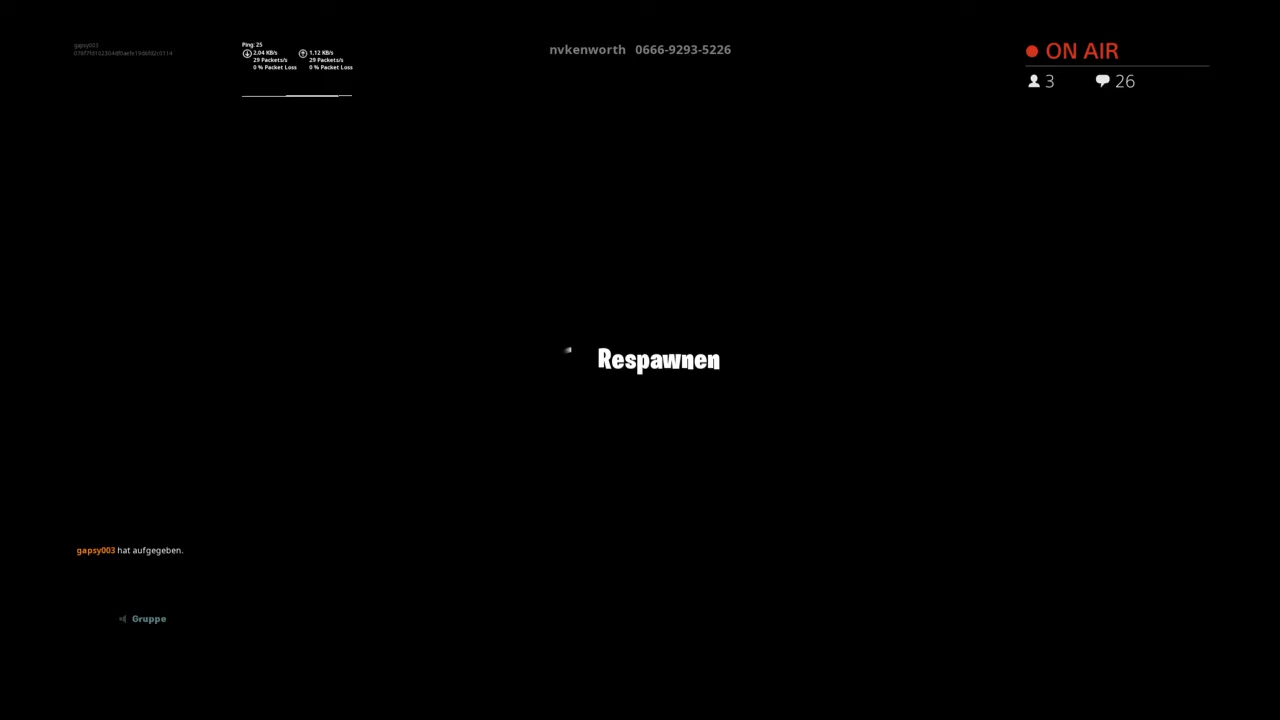 gapsy003
Ping: 25
2.04 KB/s 1.12 KB/s
29 Packets/s 29 Packets/s
0 % Packet Loss 0 % Packet Loss
nvkenworth 0666-9293-5226
ON AIR
3 26
Respawnen
gapsy003 hat aufgegeben.
Gruppe